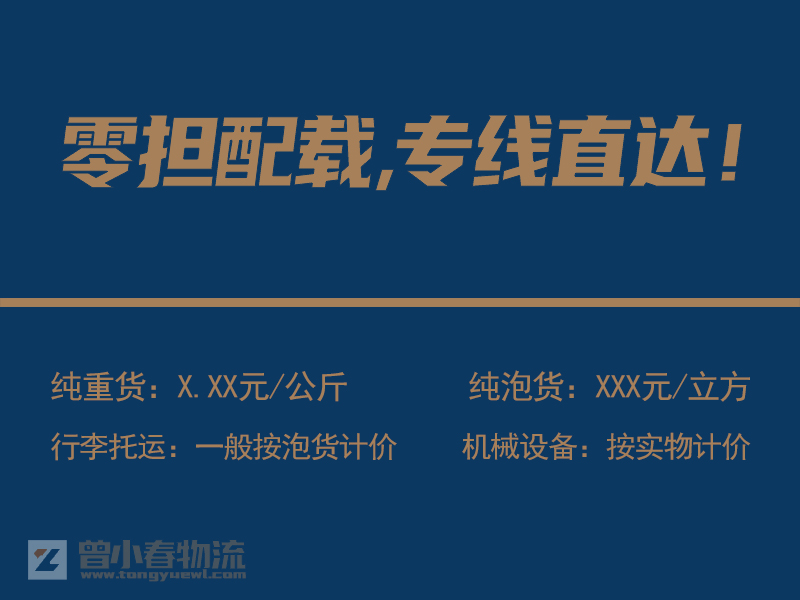 零担配载,专线直达!
纯重货：X.XX元/公斤
纯泡货：XXX元/立方
行李托运：一般按泡货计价
机械设备：按实物计价
曾小春物流
www.tongyuewl.com